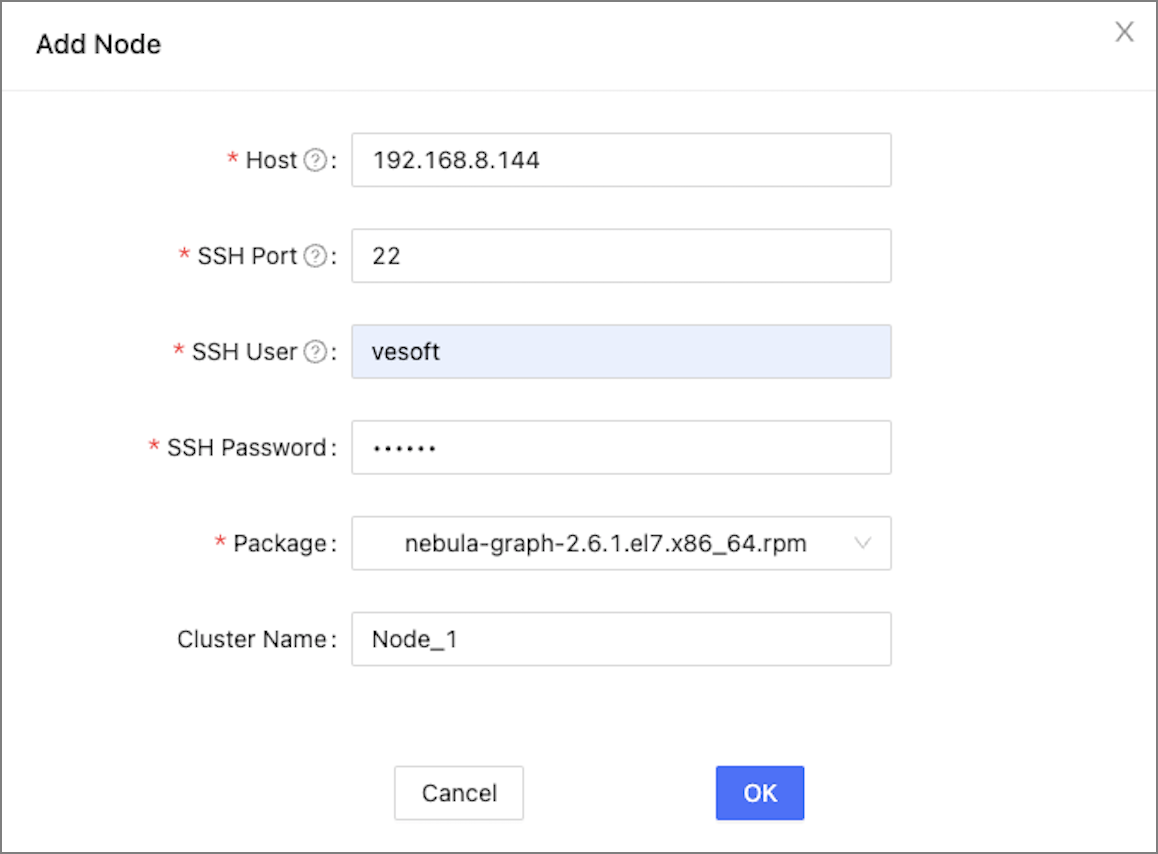 Add Node
* Host ? : 192.168.8.144
* SSH Port ? : 22
* SSH User ? : vesoft
* SSH Password : ••••••
* Package : nebula-graph-2.6.1.el7.x86_64.rpm
Cluster Name : Node_1
Cancel OK